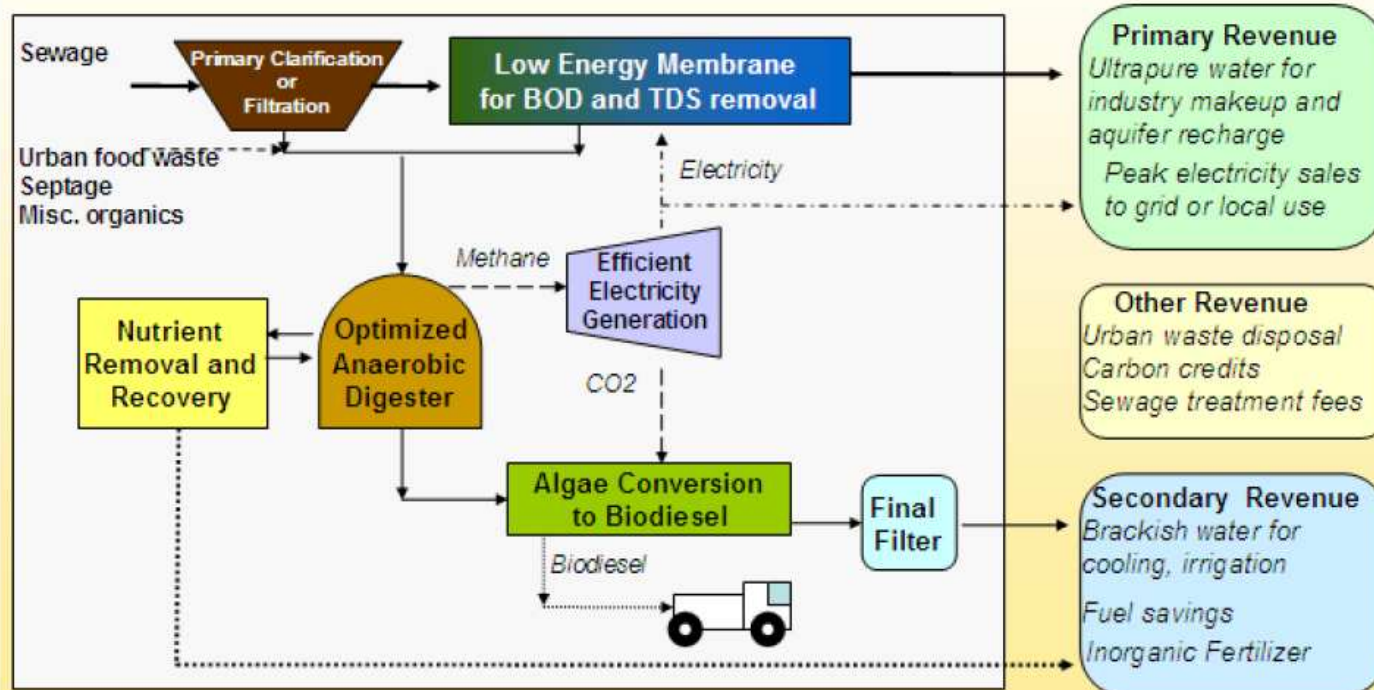 Sewage
Primary Clarification
or
Filtration
Low Energy Membrane
for BOD and TDS removal
Primary Revenue
Ultrapure water for
industry makeup and
aquifer recharge
Peak electricity sales
to grid or local use
Urban food waste
Septage
Misc. organics
Electricity
Methane
Efficient
Electricity
Generation
Nutrient
Removal and
Recovery
Optimized
Anaerobic
Digester
CO2
Other Revenue
Urban waste disposal
Carbon credits
Sewage treatment fees
Algae Conversion
to Biodiesel
Final
Filter
Biodiesel
Secondary Revenue
Brackish water for
cooling, irrigation
Fuel savings
Inorganic Fertilizer